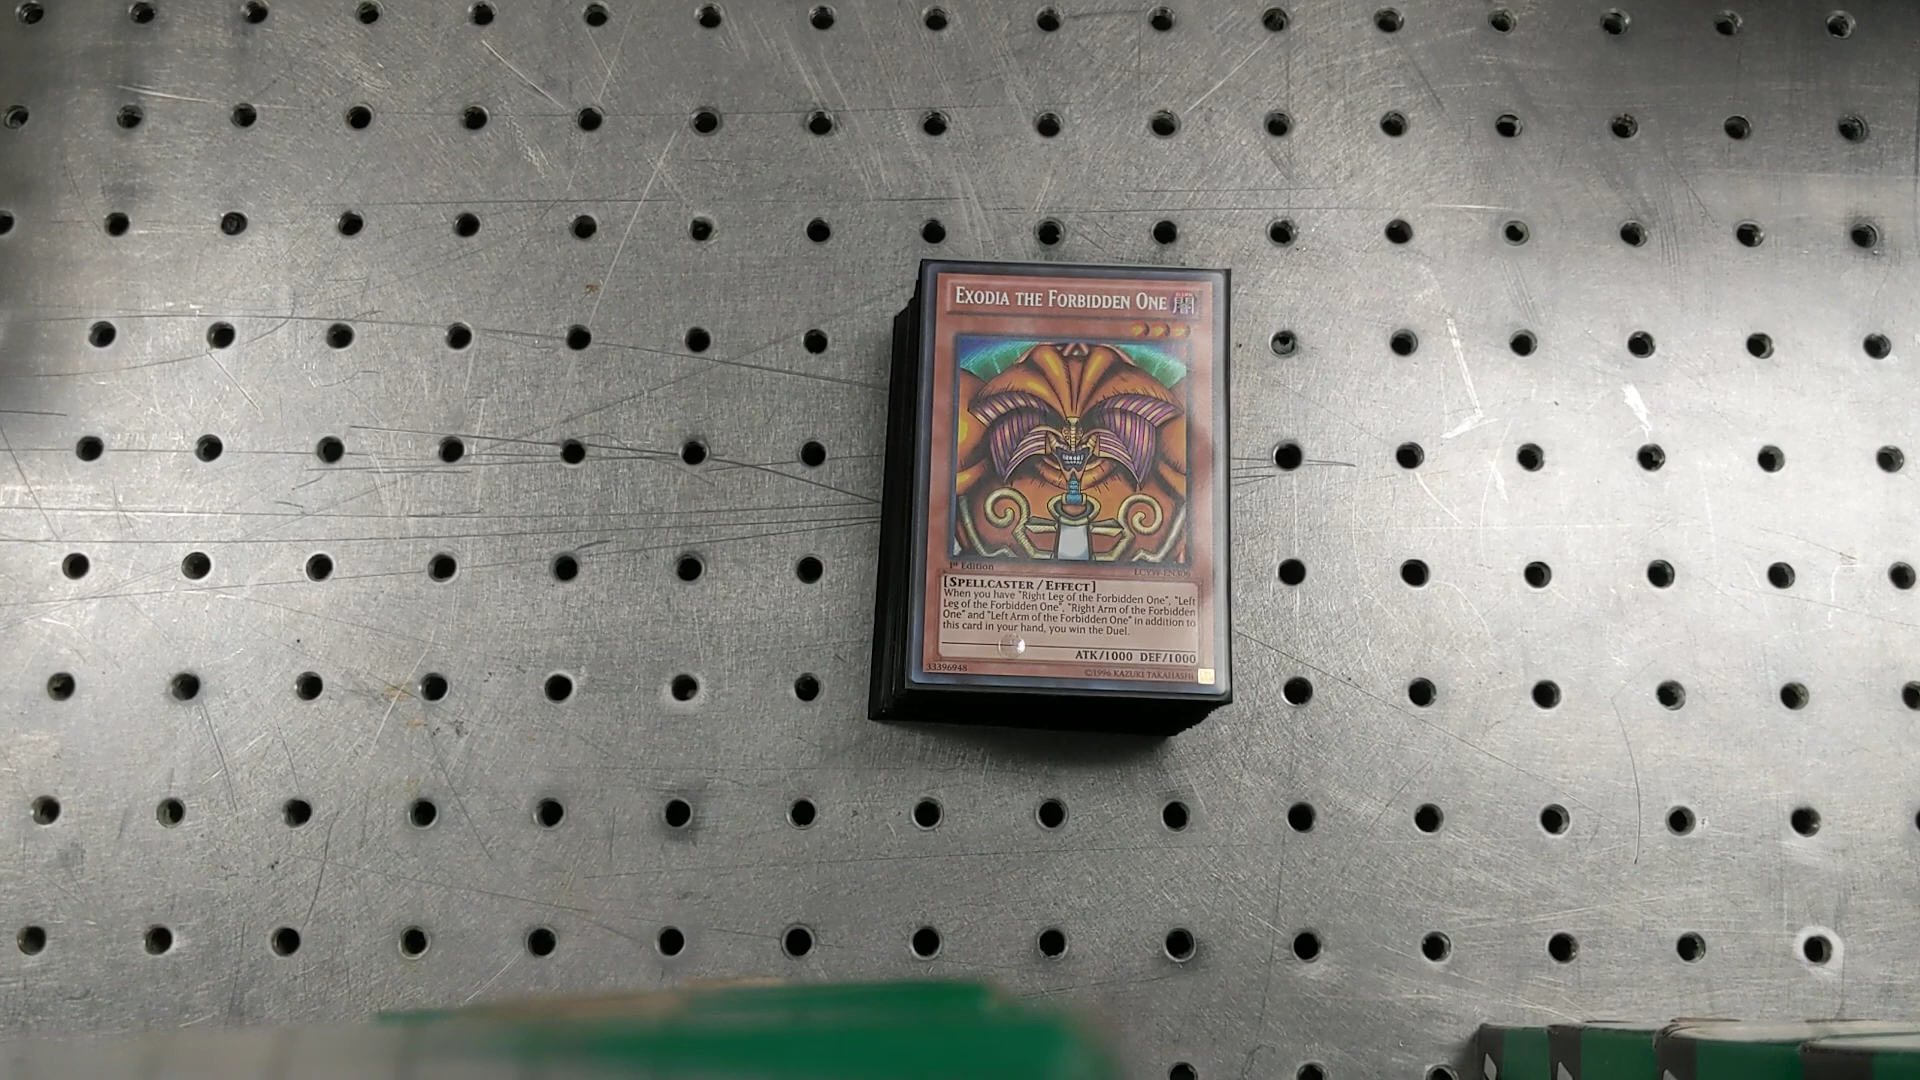 EXODIA THE FORBIDDEN ONE
闇
1st Edition
[SPELLCASTER/EFFECT]
When you have "Right Leg of the Forbidden One", "Left
Leg of the Forbidden One", "Right Arm of the Forbidden
One" and "Left Arm of the Forbidden One" in addition to
this card in your hand, you win the Duel.
ATK/1000 DEF/1000
33396948
©1996 KAZUKI TAKAHASHI